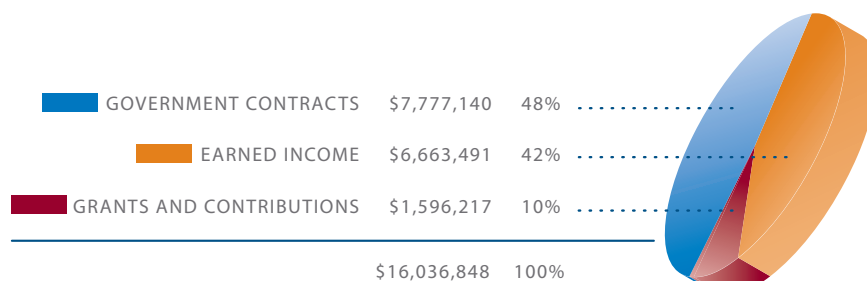 GOVERNMENT CONTRACTS $7,777,140 48%
EARNED INCOME $6,663,491 42%
GRANTS AND CONTRIBUTIONS $1,596,217 10%
$16,036,848 100%